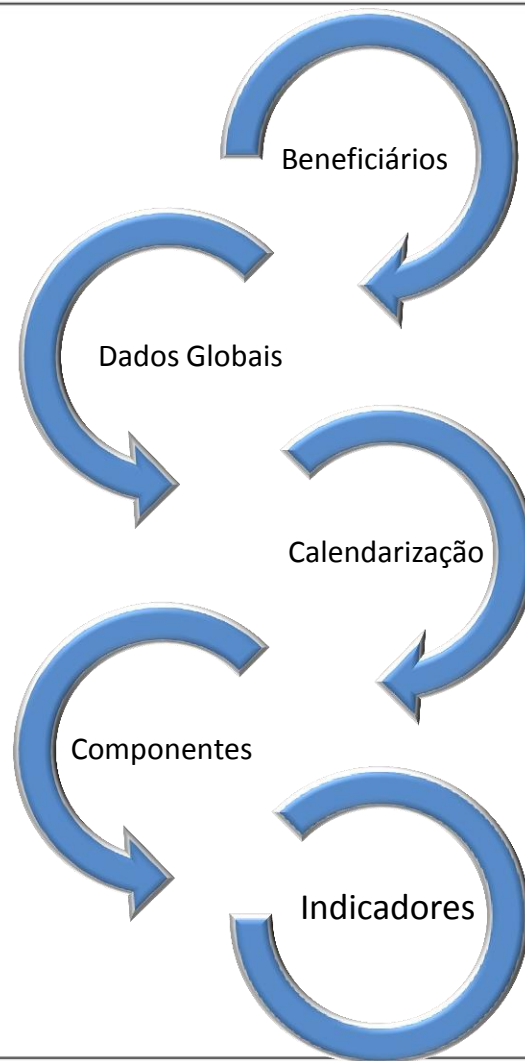 Beneficiários
Dados Globais
Calendarização
Componentes
Indicadores